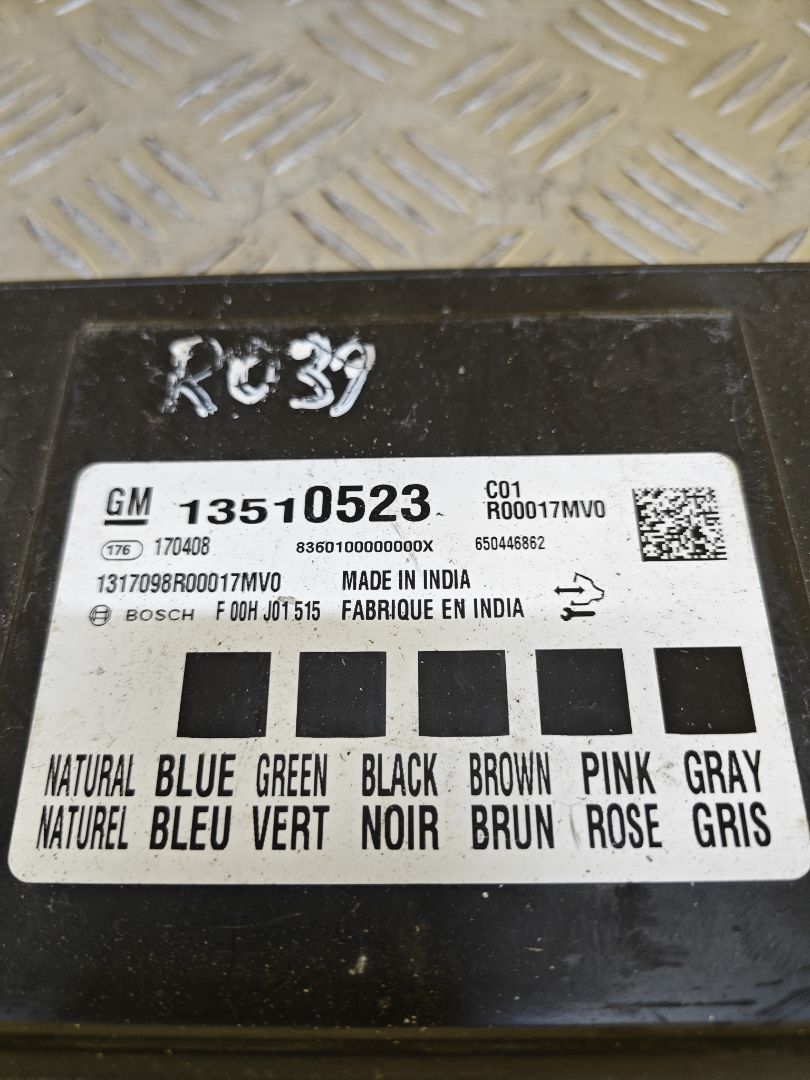 R039
GM 13510523 C01
R00017MV0
176 170408 8360100000000X 650446862
1317098R00017MV0 MADE IN INDIA
BOSCH F 00H J01 515 FABRIQUE EN INDIA
NATURAL BLUE GREEN BLACK BROWN PINK GRAY
NATUREL BLEU VERT NOIR BRUN ROSE GRIS